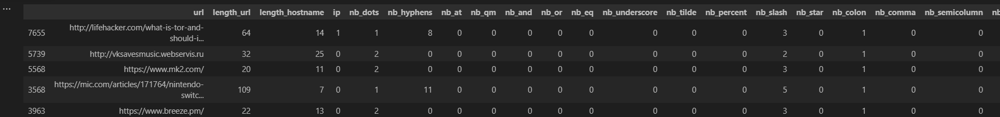 ...
url length_url length_hostname ip nb_dots nb_hyphens nb_at nb_qm nb_and nb_or nb_eq nb_underscore nb_tilde nb_percent nb_slash nb_star nb_colon nb_comma nb_semicolumn nb
7655 http://lifehacker.com/what-is-tor-and-should-i... 64 14 1 1 8 0 0 0 0 0 0 0 0 3 0 1 0 0
5739 http://vksavesmusic.webservis.ru 32 25 0 2 0 0 0 0 0 0 0 0 0 2 0 1 0 0
5568 https://www.mk2.com/ 20 11 0 2 0 0 0 0 0 0 0 0 0 3 0 1 0 0
3568 https://mic.com/articles/171764/nintendo-switc... 109 7 0 1 11 0 0 0 0 0 0 0 0 5 0 1 0 0
3963 https://www.breeze.pm/ 22 13 0 2 0 0 0 0 0 0 0 0 0 3 0 1 0 0